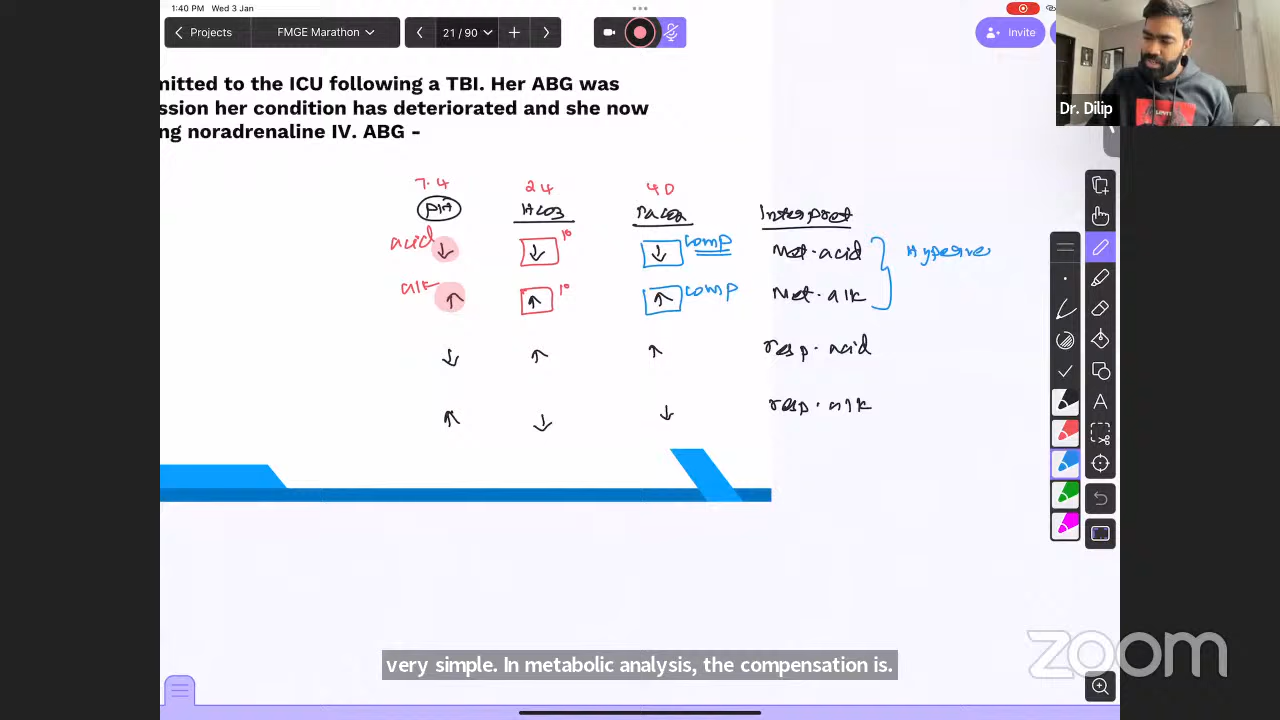 1:40 PM Wed 3 Jan
Projects
FMGE Marathon
21 / 90
Invite
Dr. Dilip
mitted to the ICU following a TBI. Her ABG was
ssion her condition has deteriorated and she now
ng noradrenaline IV. ABG -
7.4 24 40
pH HCO3 PaCO2 Interpret
acid ↓ ↓ 1° ↓ comp Met. acid Hyperve
alk ↑ ↑ 1° ↑ comp Met. alk
↓ ↑ ↑ resp. acid
↑ ↓ ↓ resp. alk
very simple. In metabolic analysis, the compensation is.
zoom